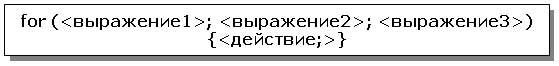 for (<выражение1>; <выражение2>; <выражение3>)
{<действие;>}